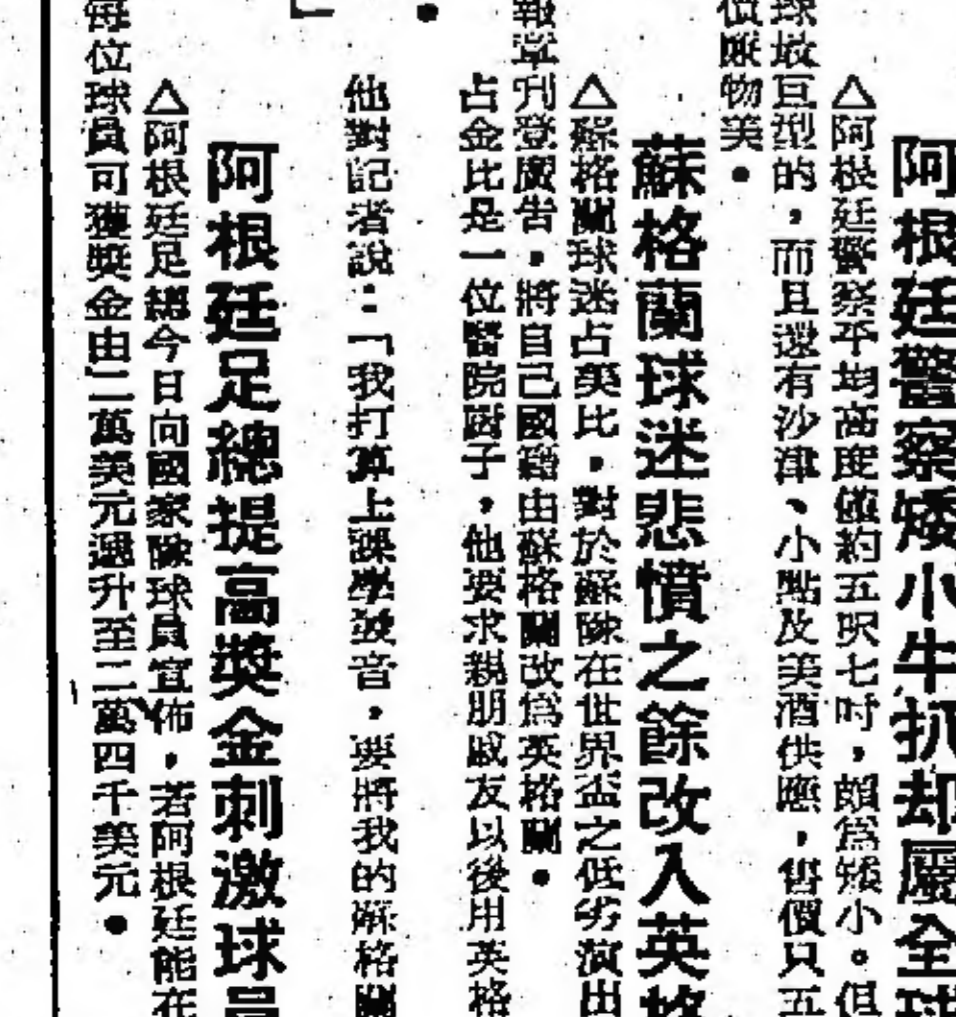 阿根廷警察矮小牛扒却屬全球
△阿根廷警察平均高度僅約五呎七吋，頗為矮小。但
球最巨型的，而且還有沙津、小點及美酒供應，售價只五
價廉物美．
蘇格蘭球迷悲憤之餘改入英格
△蘇格蘭球迷占美比，對於蘇隊在世界盃之低劣演出
報章刋登廣告，將自己國籍由蘇格蘭改為英格蘭．
占金比是一位醫院廚子，他要求親朋戚友以後用英格
他對記者說：「我打算上課學發音，要將我的蘇格蘭
」．
阿根廷足總提高獎金刺激球員
△阿根廷足總今日向國家隊球員宣佈，若阿根廷能在
每位球員可獲獎金由二萬美元遞升至二萬四千美元．